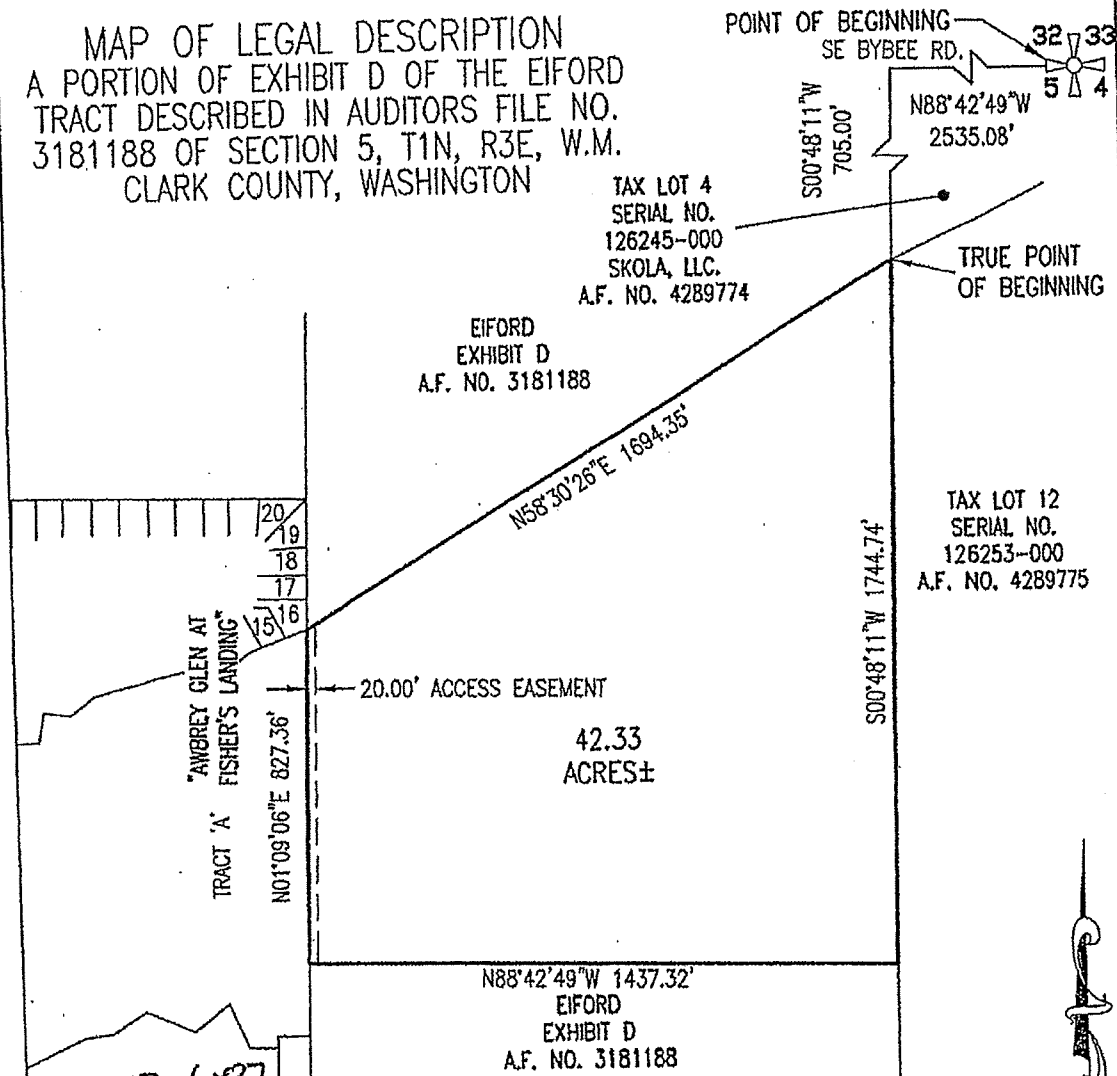 MAP OF LEGAL DESCRIPTION
A PORTION OF EXHIBIT D OF THE EIFORD
TRACT DESCRIBED IN AUDITORS FILE NO.
3181188 OF SECTION 5, T1N, R3E, W.M.
CLARK COUNTY, WASHINGTON
POINT OF BEGINNING
SE BYBEE RD.
32 33
5 4
N88°42'49"W
2535.08'
S00°48'11"W
705.00'
TAX LOT 4
SERIAL NO.
126245-000
SKOLA, LLC.
A.F. NO. 4289774
TRUE POINT
OF BEGINNING
EIFORD
EXHIBIT D
A.F. NO. 3181188
N58°30'26"E 1694.35'
TAX LOT 12
SERIAL NO.
126253-000
A.F. NO. 4289775
S00°48'11"W 1744.74'
20
19
18
17
16
15
"AWBREY GLEN AT
FISHER'S LANDING"
TRACT 'A'
N01°09'06"E 827.36'
20.00' ACCESS EASEMENT
42.33
ACRES±
N88°42'49"W 1437.32'
EIFORD
EXHIBIT D
A.F. NO. 3181188